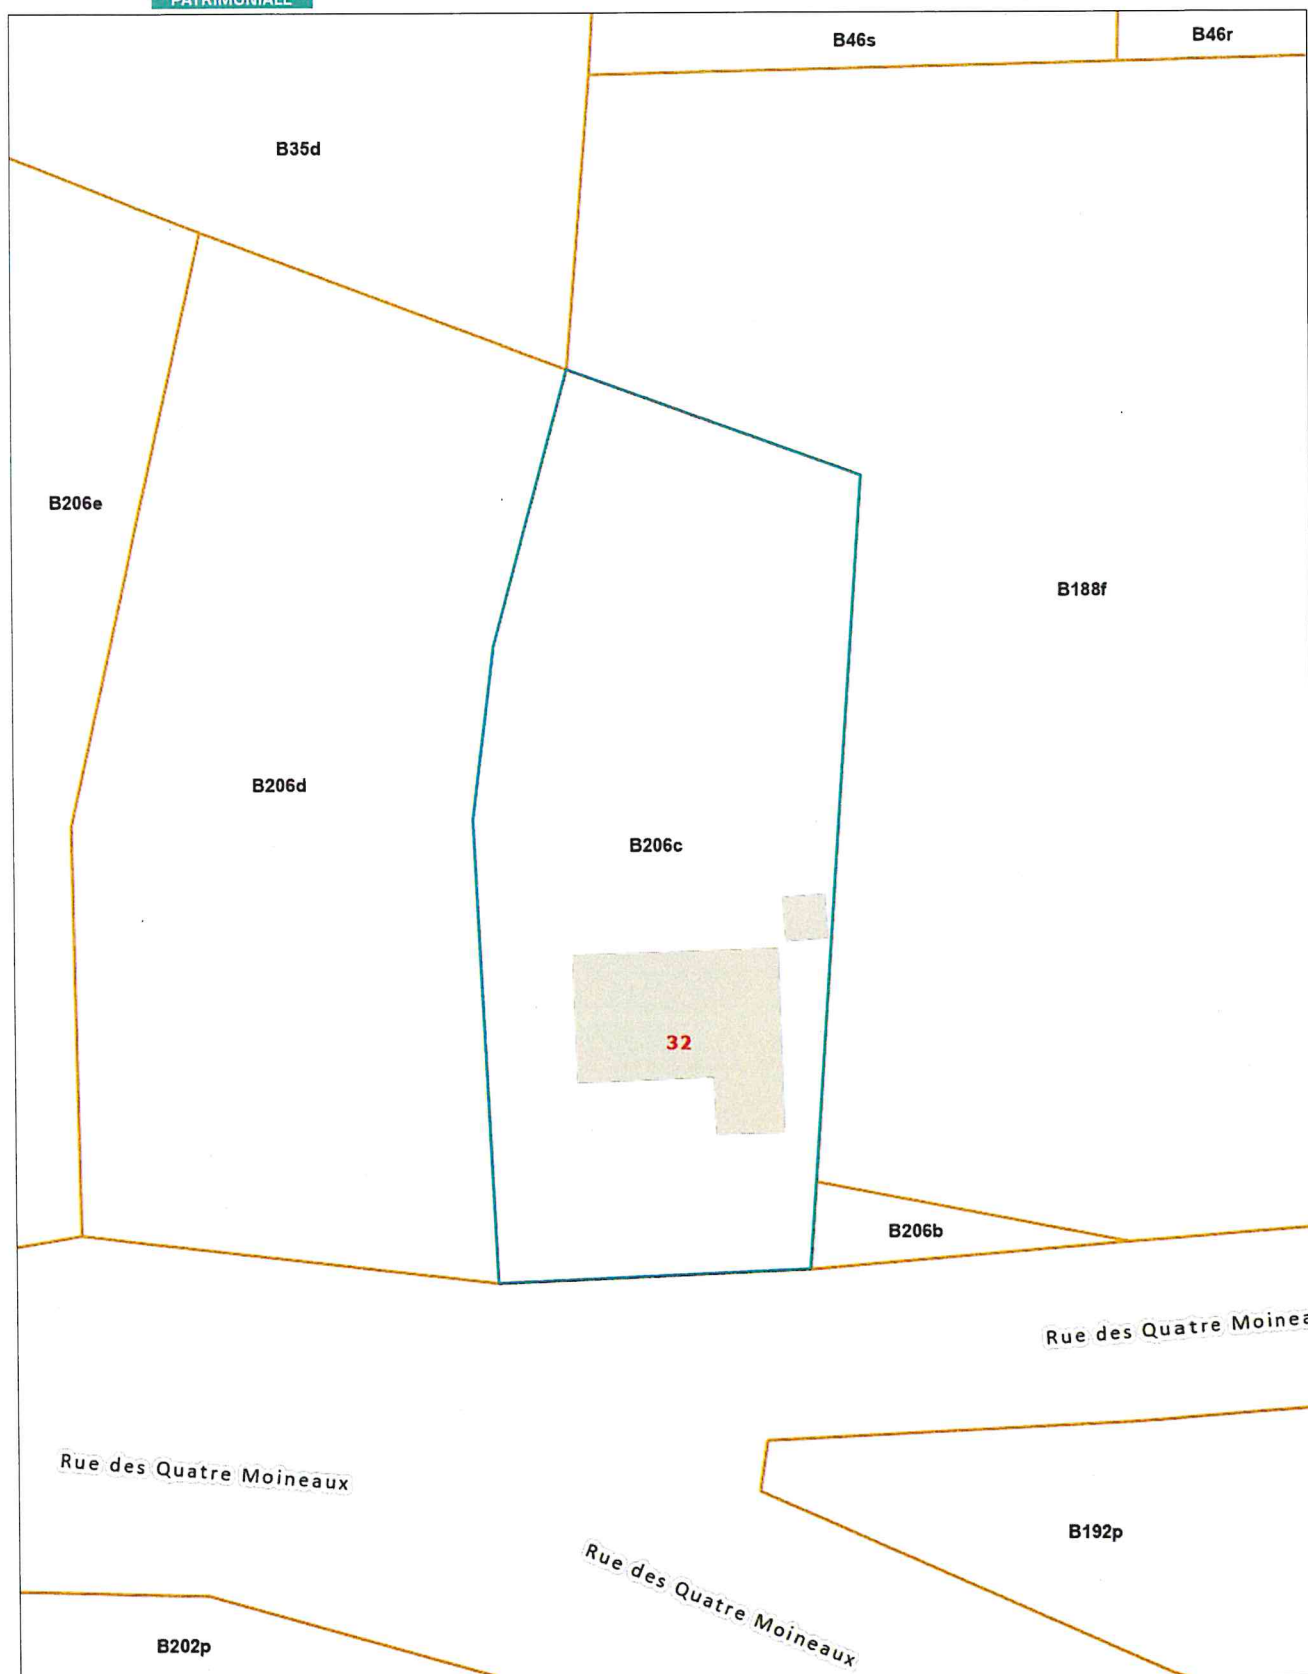 PATRIMONIALE
B46s
B46r
B35d
B206e
B188f
B206d
B206c
32
B206b
Rue des Quatre Moinea
Rue des Quatre Moineaux
B192p
Rue des Quatre Moineaux
B202p